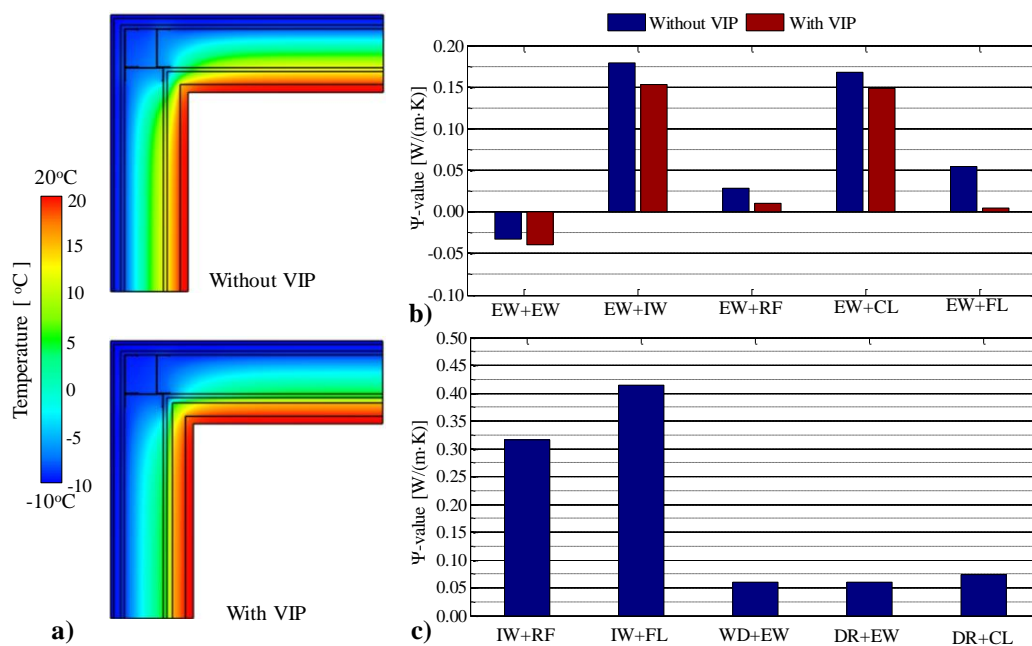 a)
Without VIP
With VIP
Temperature [ °C]
20°C
-10°C
20
15
10
5
0
-5
-10
b)
Without VIP
With VIP
Ψ-value [W/(m·K)]
0.20
0.15
0.10
0.05
0.00
-0.05
-0.10
EW+EW
EW+IW
EW+RF
EW+CL
EW+FL
c)
Ψ-value [W/(m·K)]
0.50
0.45
0.40
0.35
0.30
0.25
0.20
0.15
0.10
0.05
0.00
IW+RF
IW+FL
WD+EW
DR+EW
DR+CL